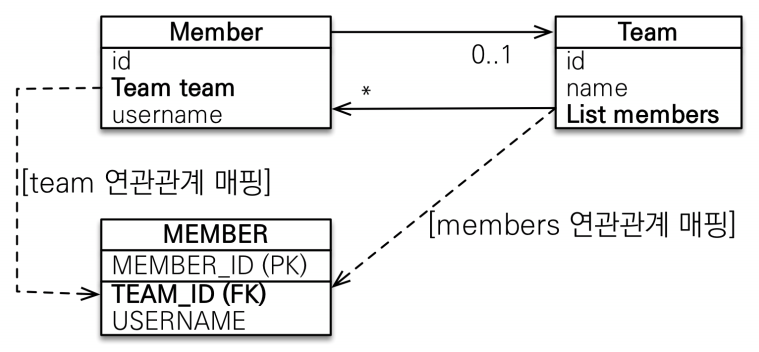 Member
id
Team team
username
0..1
*
Team
id
name
List members
[team 연관관계 매핑]
[members 연관관계 매핑]
MEMBER
MEMBER_ID (PK)
TEAM_ID (FK)
USERNAME